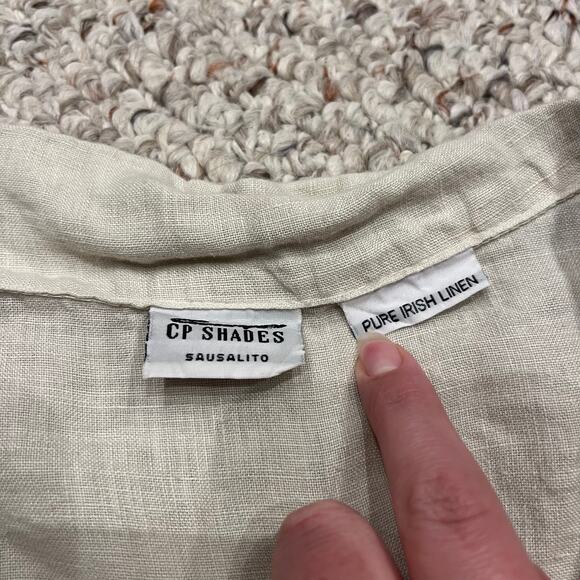 CP SHADES
SAUSALITO
PURE IRISH LINEN